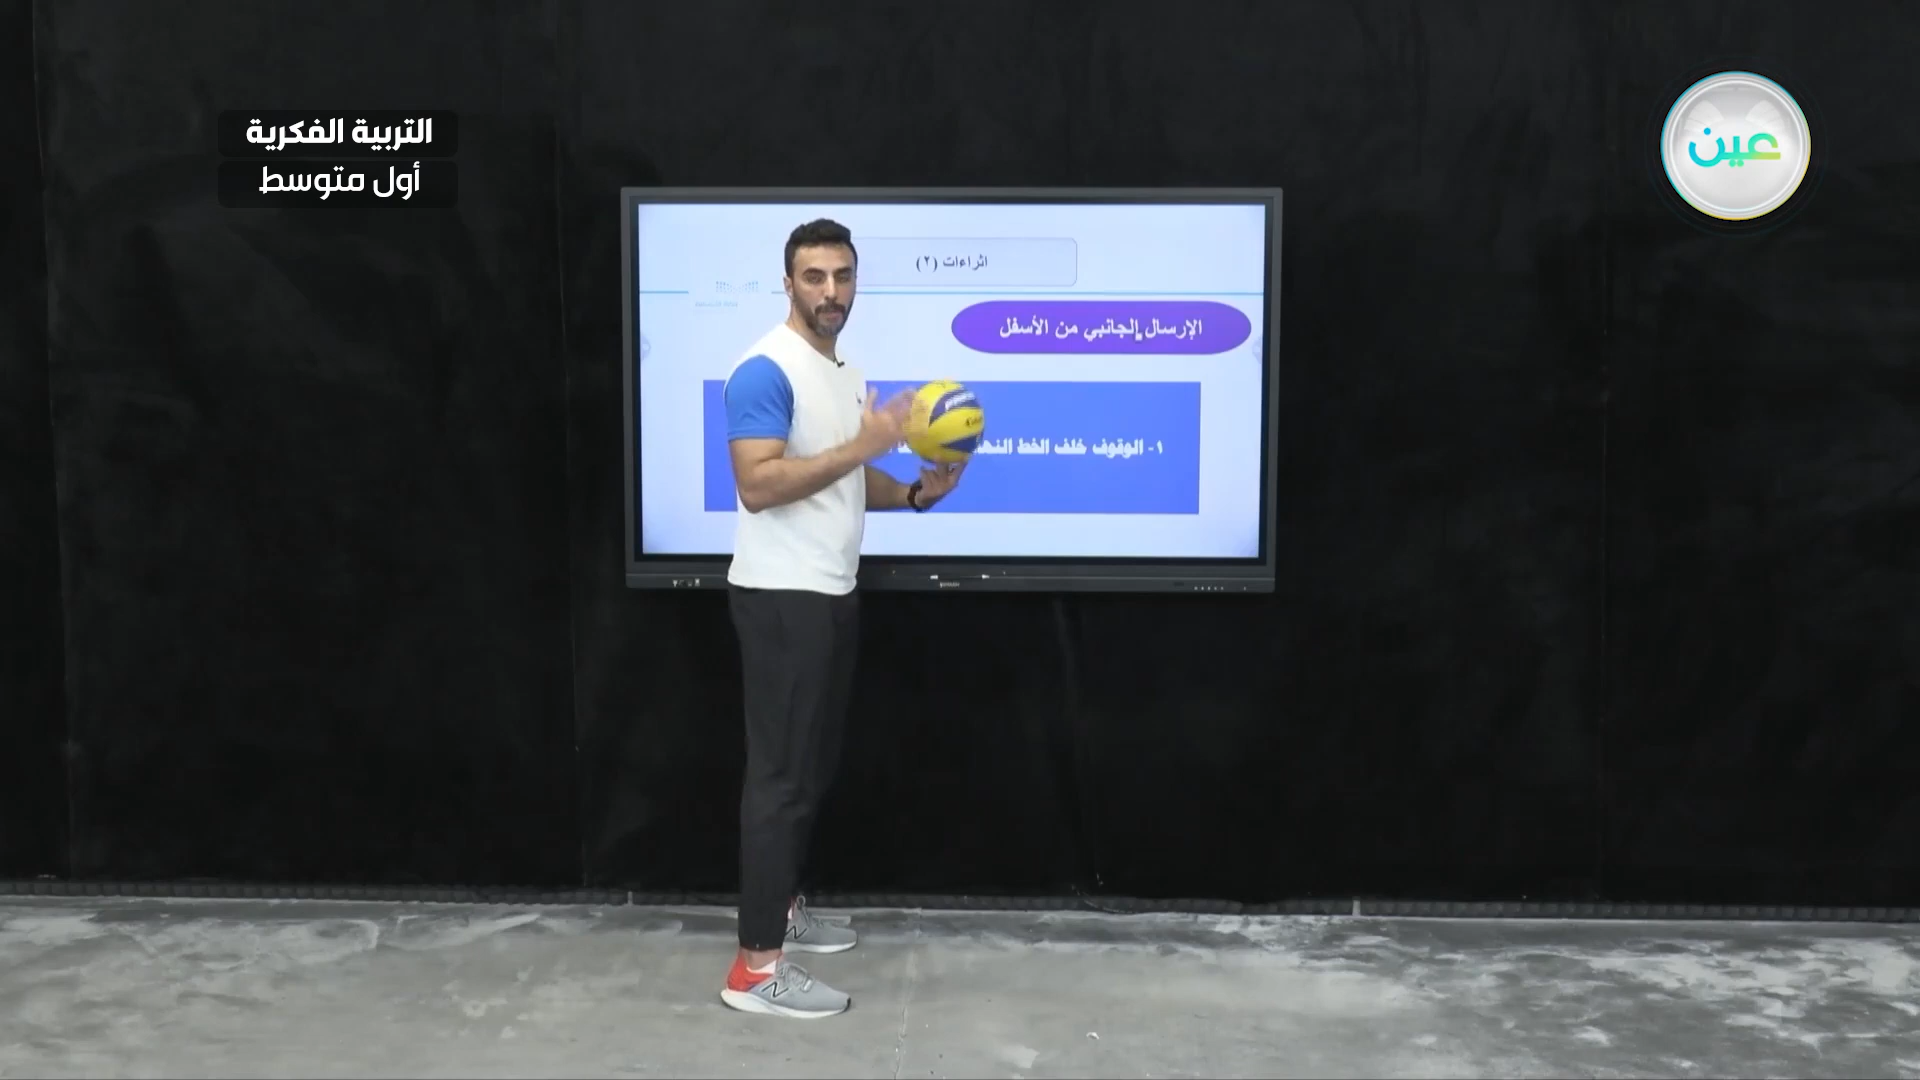 التربية الفكرية
أول متوسط
عين
اثراءات (٢)
الإرسال الجانبي من الأسفل
١- الوقوف خلف الخط
N